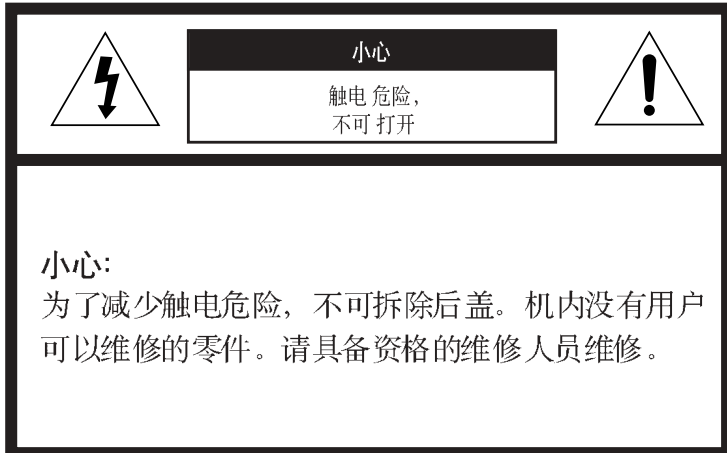 小心
触电 危险，
不可 打开
小心:
为了减少触电危险，不可拆除后盖。机内没有用户
可以维修的零件。请具备资格的维修人员维修。